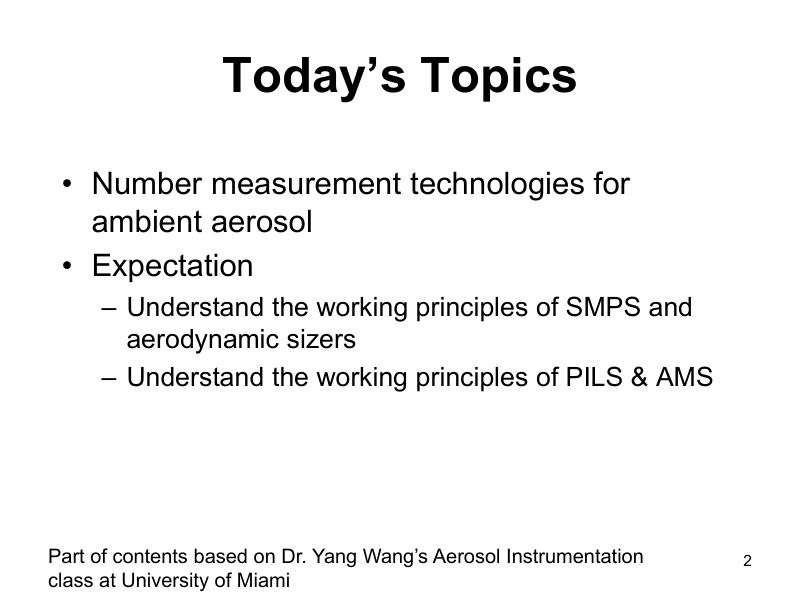 Today’s Topics
• Number measurement technologies for
ambient aerosol
• Expectation
– Understand the working principles of SMPS and
aerodynamic sizers
– Understand the working principles of PILS & AMS
Part of contents based on Dr. Yang Wang’s Aerosol Instrumentation
class at University of Miami
2